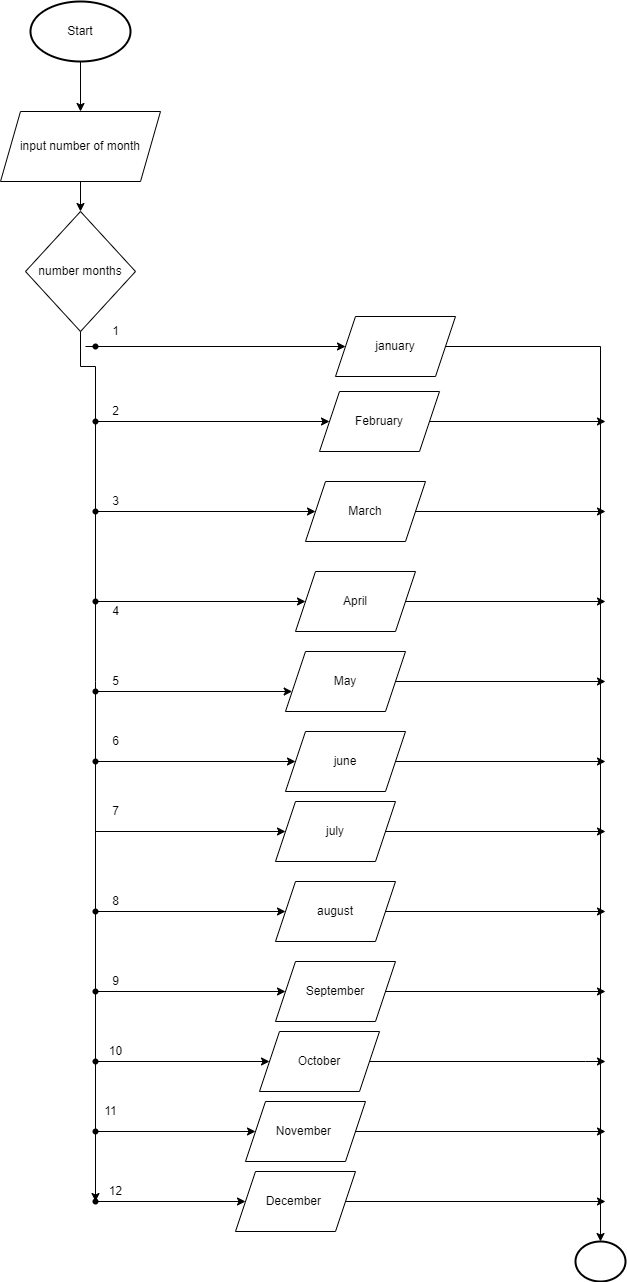 Start
input number of month
number months
1
january
2
February
3
March
4
April
5
May
6
june
7
july
8
august
9
September
10
October
11
November
12
December